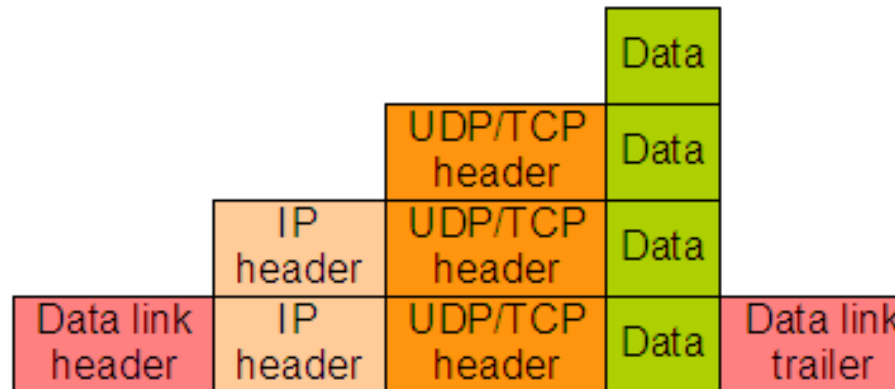 Data
UDP/TCP
header
Data
IP
header
UDP/TCP
header
Data
Data link
header
IP
header
UDP/TCP
header
Data
Data link
trailer